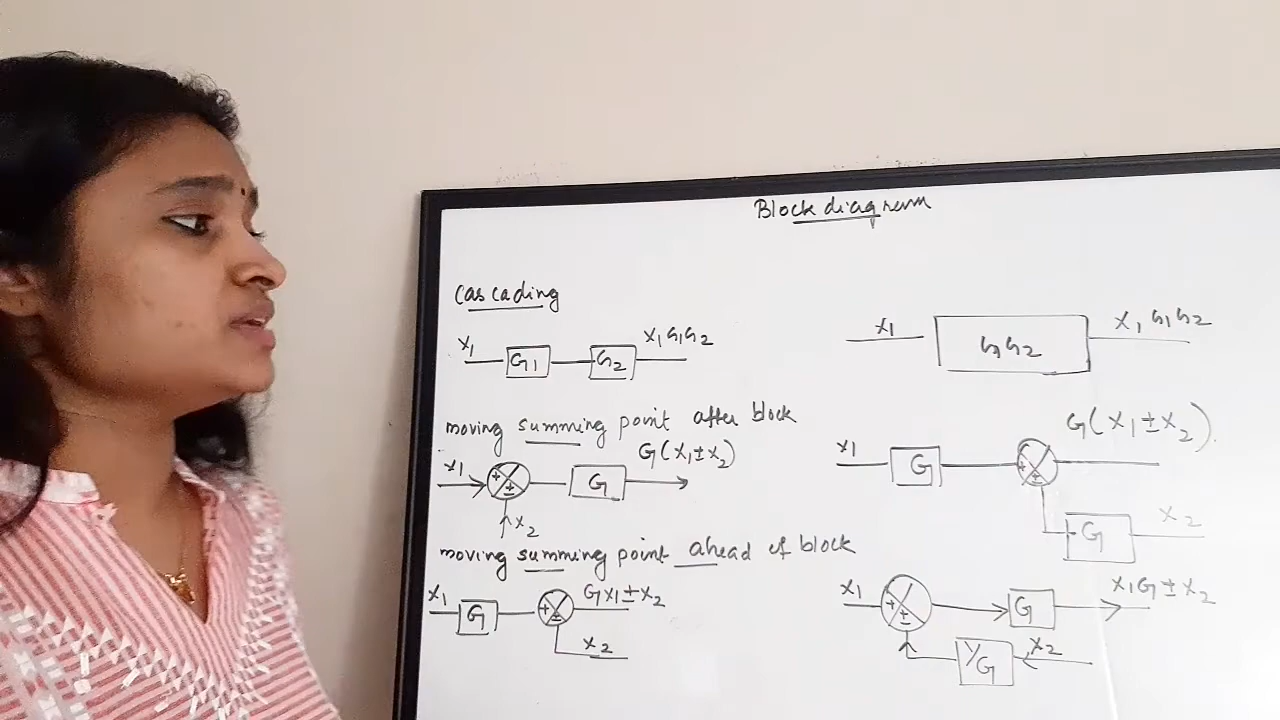 Block diagram
Cascading
X1 G1 G2 X1G1G2
X1 G1G2 X1G1G2
moving summing point after block
X1 + ± X2 G G(X1±X2)
X1 G + ± G X2 G(X1±X2).
moving summing point ahead of block
X1 G + ± X2 GX1±X2
X1 + ± G X1G±X2
1/G X2